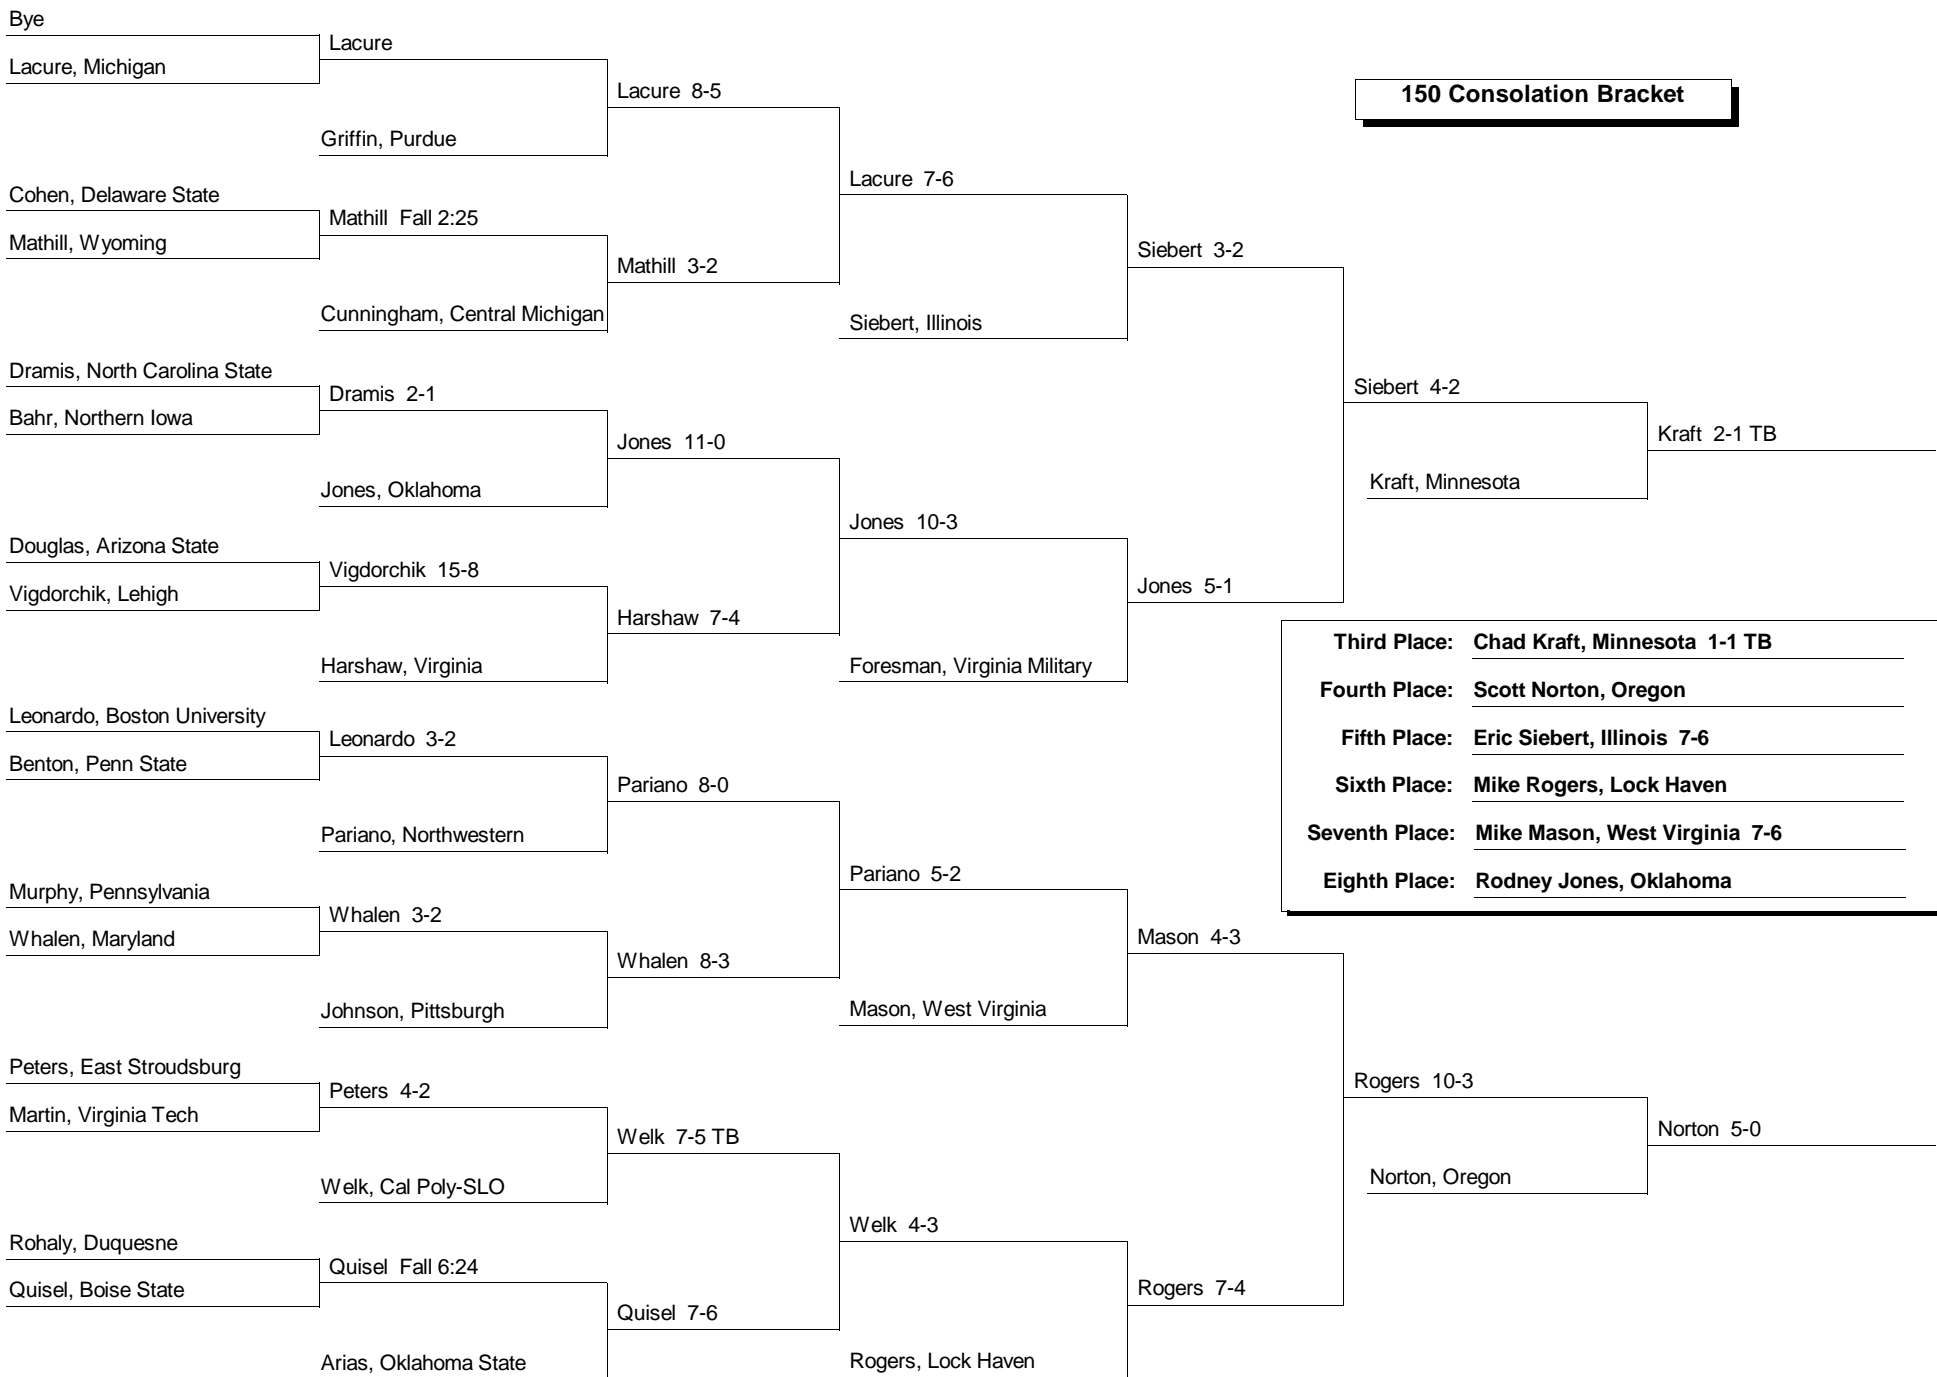 Bye
Lacure
Lacure, Michigan
Lacure 8-5
150 Consolation Bracket
Griffin, Purdue
Lacure 7-6
Cohen, Delaware State
Mathill Fall 2:25
Mathill, Wyoming
Siebert 3-2
Mathill 3-2
Cunningham, Central Michigan
Siebert, Illinois
Dramis, North Carolina State
Siebert 4-2
Dramis 2-1
Bahr, Northern Iowa
Kraft 2-1 TB
Jones 11-0
Kraft, Minnesota
Jones, Oklahoma
Jones 10-3
Douglas, Arizona State
Vigdorchik 15-8
Jones 5-1
Vigdorchik, Lehigh
Harshaw 7-4
Third Place: Chad Kraft, Minnesota 1-1 TB
Harshaw, Virginia
Foresman, Virginia Military
Fourth Place: Scott Norton, Oregon
Leonardo, Boston University
Leonardo 3-2
Fifth Place: Eric Siebert, Illinois 7-6
Benton, Penn State
Pariano 8-0
Sixth Place: Mike Rogers, Lock Haven
Pariano, Northwestern
Seventh Place: Mike Mason, West Virginia 7-6
Pariano 5-2
Eighth Place: Rodney Jones, Oklahoma
Murphy, Pennsylvania
Whalen 3-2
Whalen, Maryland
Mason 4-3
Whalen 8-3
Johnson, Pittsburgh
Mason, West Virginia
Peters, East Stroudsburg
Rogers 10-3
Peters 4-2
Martin, Virginia Tech
Norton 5-0
Welk 7-5 TB
Norton, Oregon
Welk, Cal Poly-SLO
Welk 4-3
Rohaly, Duquesne
Quisel Fall 6:24
Quisel, Boise State
Rogers 7-4
Quisel 7-6
Arias, Oklahoma State
Rogers, Lock Haven